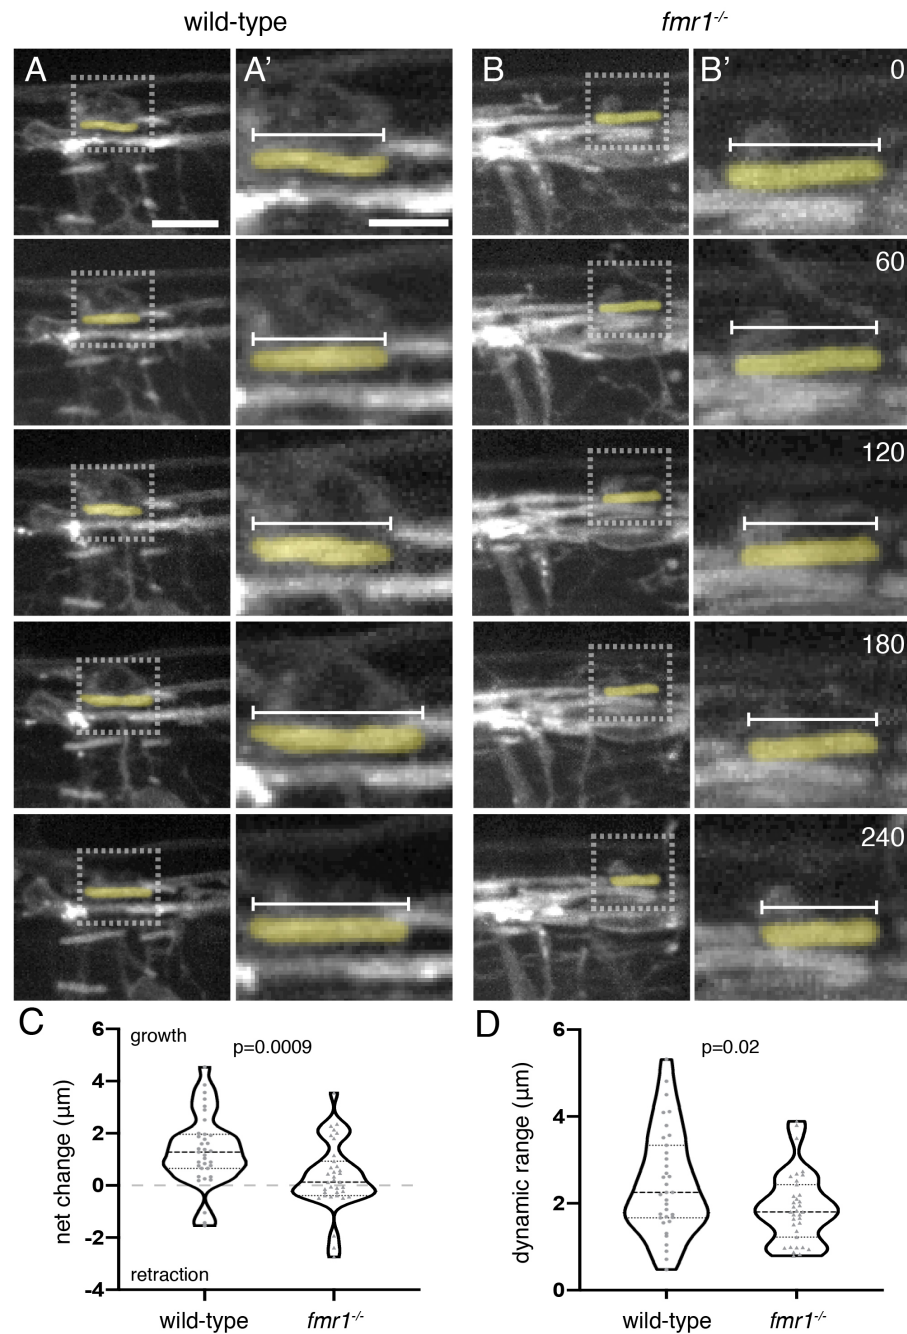 wild-type fmr1-/-
A A’ B B’ 0
60
120
180
240
C D
growth
p=0.0009
net change (µm)
6
4
2
0
-2
-4
retraction
wild-type fmr1-/-
p=0.02
dynamic range (µm)
6
4
2
0
wild-type fmr1-/-